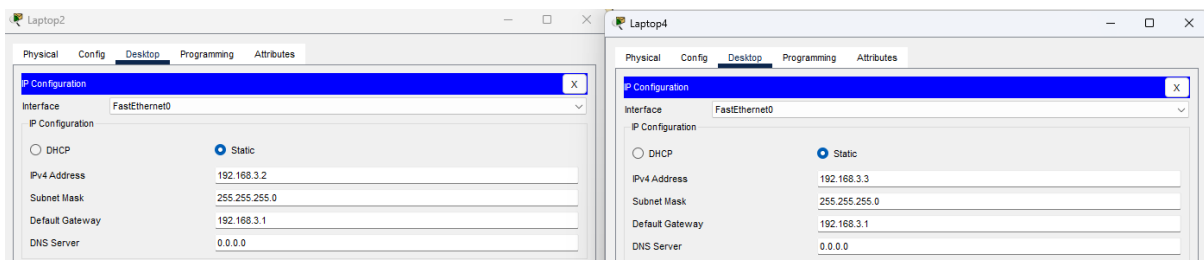 Laptop2
Physical Config Desktop Programming Attributes
IP Configuration X
Interface FastEthernet0
IP Configuration
DHCP Static
IPv4 Address 192.168.3.2
Subnet Mask 255.255.255.0
Default Gateway 192.168.3.1
DNS Server 0.0.0.0
Laptop4
Physical Config Desktop Programming Attributes
IP Configuration X
Interface FastEthernet0
IP Configuration
DHCP Static
IPv4 Address 192.168.3.3
Subnet Mask 255.255.255.0
Default Gateway 192.168.3.1
DNS Server 0.0.0.0